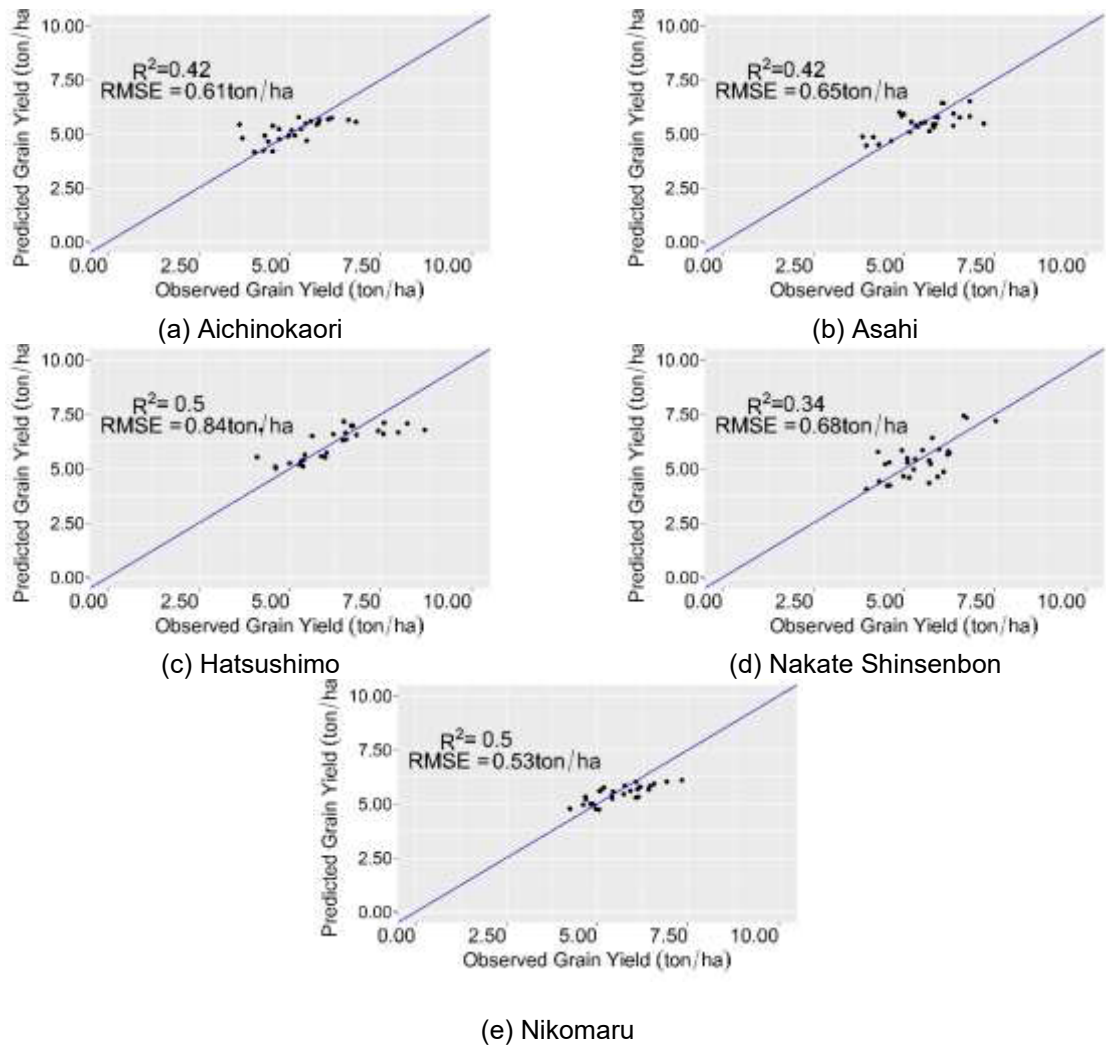 Predicted Grain Yield (ton/ha)
10.00
7.50
5.00
2.50
0.00
R²=0.42
RMSE =0.61ton/ha
0.00 2.50 5.00 7.50 10.00
Observed Grain Yield (ton/ha)
(a) Aichinokaori
Predicted Grain Yield (ton/ha)
10.00
7.50
5.00
2.50
0.00
R²=0.42
RMSE =0.65ton/ha
0.00 2.50 5.00 7.50 10.00
Observed Grain Yield (ton/ha)
(b) Asahi
Predicted Grain Yield (ton/ha
10.00
7.50
5.00
2.50
0.00
R²= 0.5
RMSE =0.84ton/ha
0.00 2.50 5.00 7.50 10.00
Observed Grain Yield (ton/ha)
(c) Hatsushimo
Predicted Grain Yield (ton/ha
10.00
7.50
5.00
2.50
0.00
R²=0.34
RMSE =0.68ton/ha
0.00 2.50 5.00 7.50 10.00
Observed Grain Yield (ton/ha)
(d) Nakate Shinsenbon
Predicted Grain Yield (ton/ha
10.00
7.50
5.00
2.50
0.00
R²= 0.5
RMSE =0.53ton/ha
0.00 2.50 5.00 7.50 10.00
Observed Grain Yield (ton/ha)
(e) Nikomaru